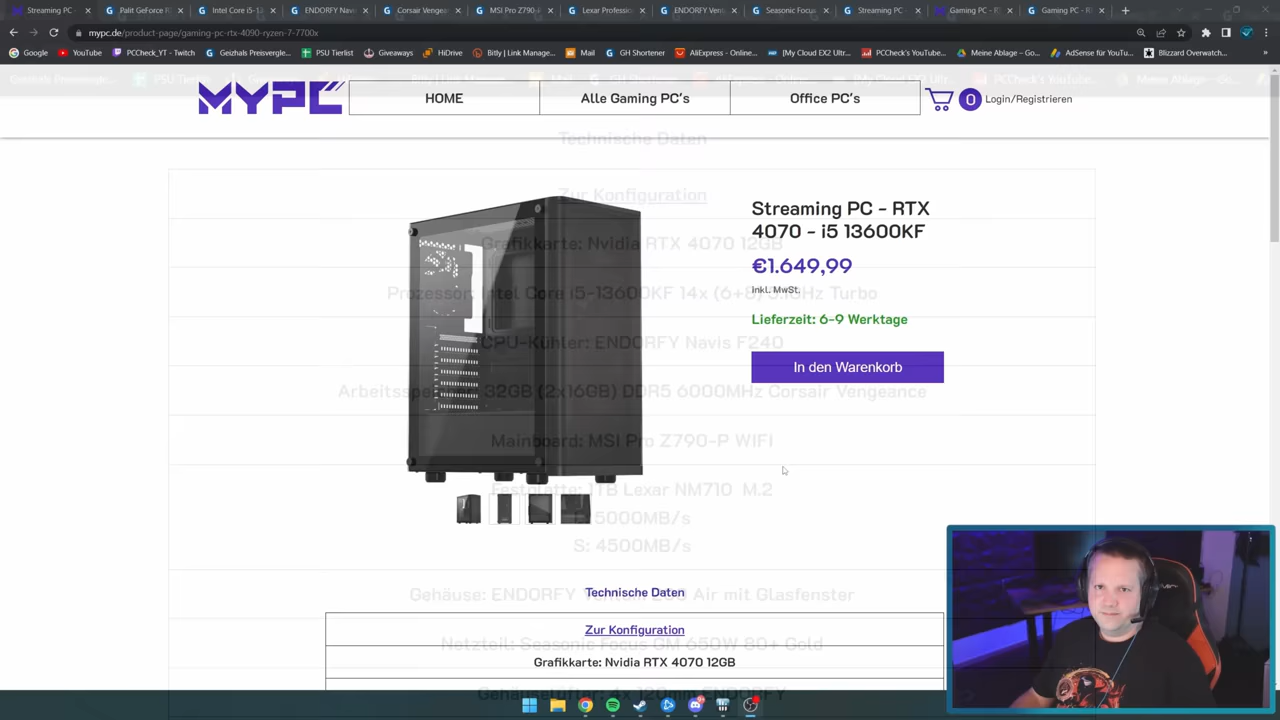 Streaming PC -
Palit GeForce R
Intel Core i5-1
ENDORFY Nav
Corsair Vengea
MSI Pro Z790-P
Lexar Professio
ENDORFY Ven
Seasonic Focus
Streaming PC
Gaming PC - R
Gaming PC - R
mypc.de/product-page/gaming-pc-rtx-4090-ryzen-7-7700x
Google
YouTube
PCCheck_YT - Twitch
Geizhals Preisvergle...
PSU Tierlist
Giveaways
HiDrive
Bitly | Link Manage...
Mail
GH Shortener
AliExpress - Online...
[My Cloud EX2 Ultr...
PCCheck's YouTub...
Meine Ablage – Go...
AdSense für YouTu...
Blizzard Overwatch...
MYPC
HOME
Alle Gaming PC's
Office PC's
0
Login/Registrieren
Technische Daten
Zur Konfiguration
Grafikkarte: Nvidia RTX 4070 12GB
Prozessor: Intel Core i5-13600KF 14x (6+8)
Turbo
CPU-Kühler: ENDORFY Navis F240
Arbeitsspeicher: 32GB (2x16GB) DDR5 6000MHz Corsair Vengeance
Mainboard: MSI Pro Z790-P WIFI
Festplatte: 1TB Lexar NM710 M.2
5000MB/s
S: 4500MB/s
Gehäuse: ENDORFY
Air mit Glasfenster
Netzteil: Seasonic Focus GM 650W 80+ Gold
Gehäuselüfter: 4x 120mm ENDORFY
Streaming PC - RTX
4070 - i5 13600KF
€1.649,99
Inkl. MwSt.
Lieferzeit: 6-9 Werktage
In den Warenkorb
Technische Daten
Zur Konfiguration
Grafikkarte: Nvidia RTX 4070 12GB